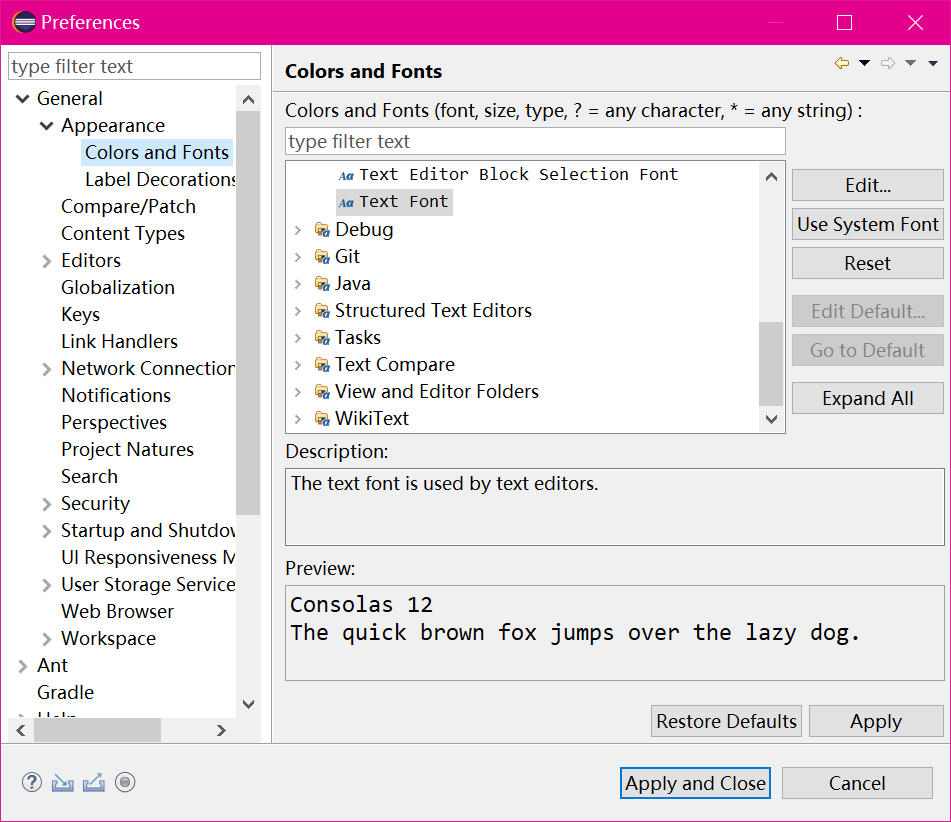 Preferences
type filter text
General
Appearance
Colors and Fonts
Label Decorations
Compare/Patch
Content Types
Editors
Globalization
Keys
Link Handlers
Network Connection
Notifications
Perspectives
Project Natures
Search
Security
Startup and Shutdow
UI Responsiveness M
User Storage Service
Web Browser
Workspace
Ant
Gradle
Help
Colors and Fonts
Colors and Fonts (font, size, type, ? = any character, * = any string) :
type filter text
Aa Text Editor Block Selection Font
Aa Text Font
Debug
Git
Java
Structured Text Editors
Tasks
Text Compare
View and Editor Folders
WikiText
Edit...
Use System Font
Reset
Edit Default...
Go to Default
Expand All
Description:
The text font is used by text editors.
Preview:
Consolas 12
The quick brown fox jumps over the lazy dog.
Restore Defaults
Apply
Apply and Close
Cancel